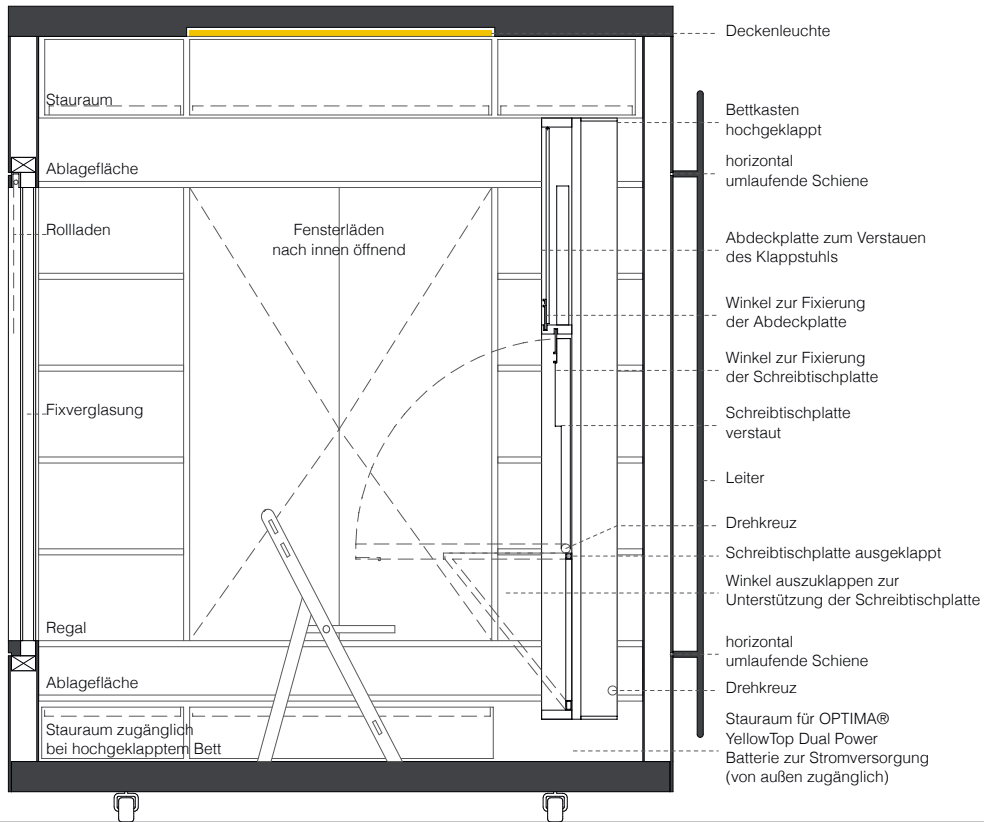 Deckenleuchte
Stauraum
Bettkasten
hochgeklappt
Ablagefläche
horizontal
umlaufende Schiene
Rollladen
Fensterläden
nach innen öffnend
Abdeckplatte zum Verstauen
des Klappstuhls
Winkel zur Fixierung
der Abdeckplatte
Winkel zur Fixierung
der Schreibtischplatte
Fixverglasung
Schreibtischplatte
verstaut
Leiter
Drehkreuz
Schreibtischplatte ausgeklappt
Winkel auszuklappen zur
Unterstützung der Schreibtischplatte
Regal
horizontal
umlaufende Schiene
Ablagefläche
Drehkreuz
Stauraum zugänglich
bei hochgeklapptem Bett
Stauraum für OPTIMA®
YellowTop Dual Power
Batterie zur Stromversorgung
(von außen zugänglich)